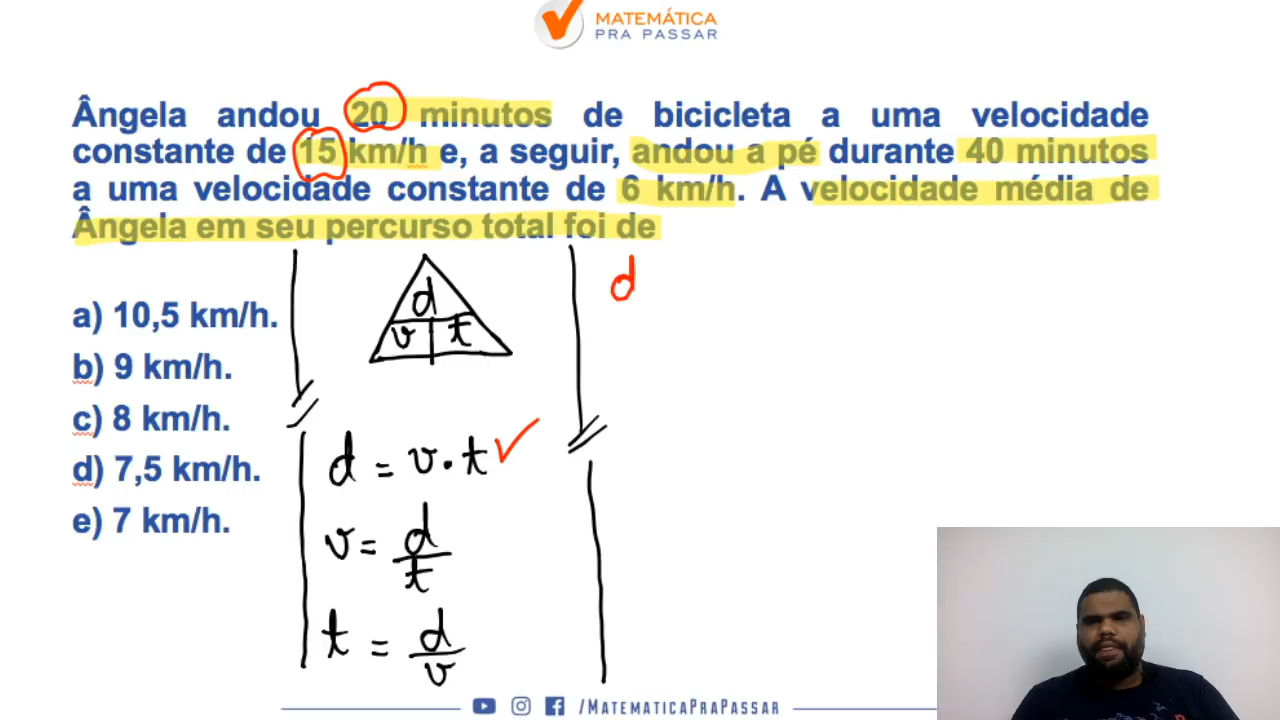 MATEMÁTICA
PRA PASSAR
Ângela andou 20 minutos de bicicleta a uma velocidade
constante de 15 km/h e, a seguir, andou a pé durante 40 minutos
a uma velocidade constante de 6 km/h. A velocidade média de
Ângela em seu percurso total foi de
a) 10,5 km/h.
b) 9 km/h.
c) 8 km/h.
d) 7,5 km/h.
e) 7 km/h.
d
v t
d = v . t
v = d/t
t = d/v
d
/MATEMATICAPRAPASSAR